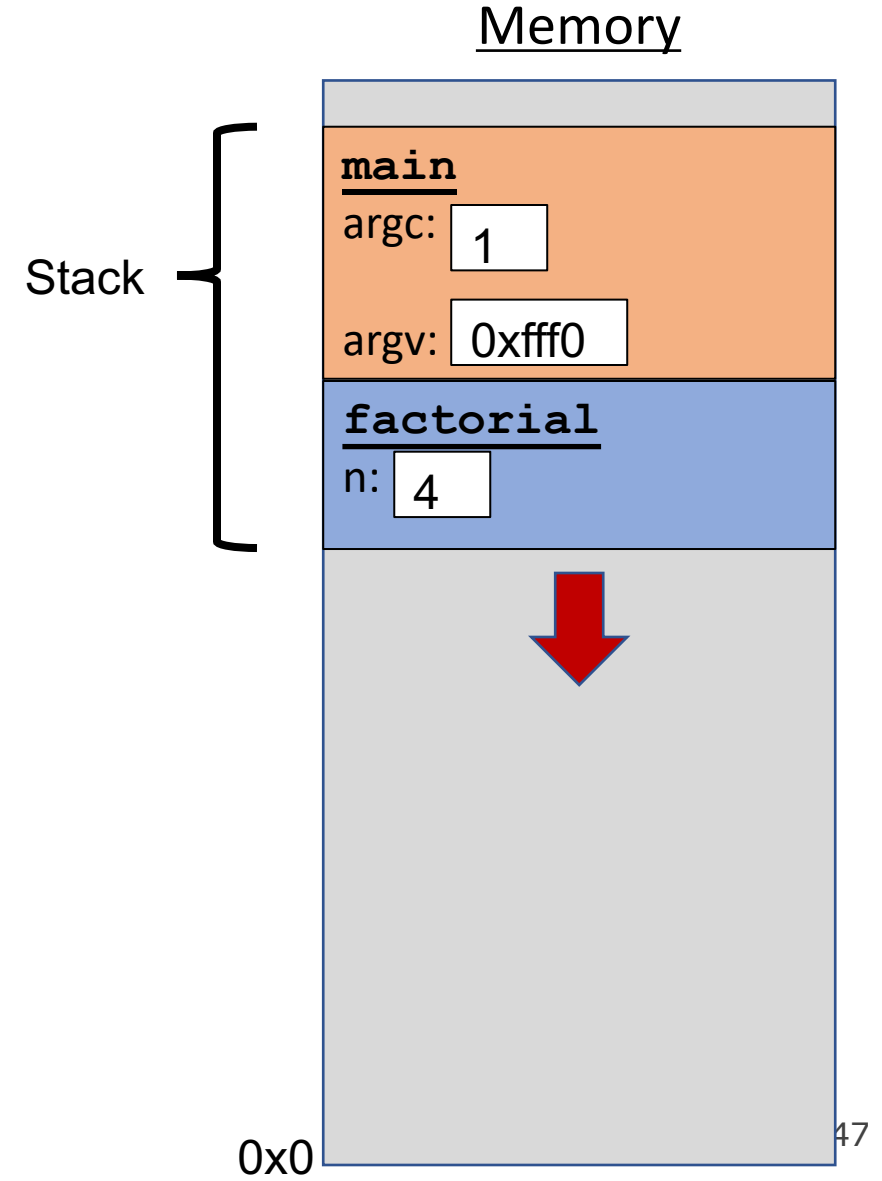 Memory
main
argc: 1
Stack
argv: 0xfff0
factorial
n: 4
47
0x0